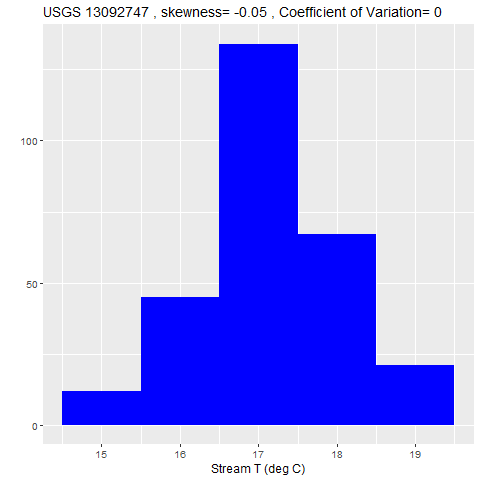 USGS 13092747 , skewness= -0.05 , Coefficient of Variation= 0
100
50
0
15 16 17 18 19
Stream T (deg C)